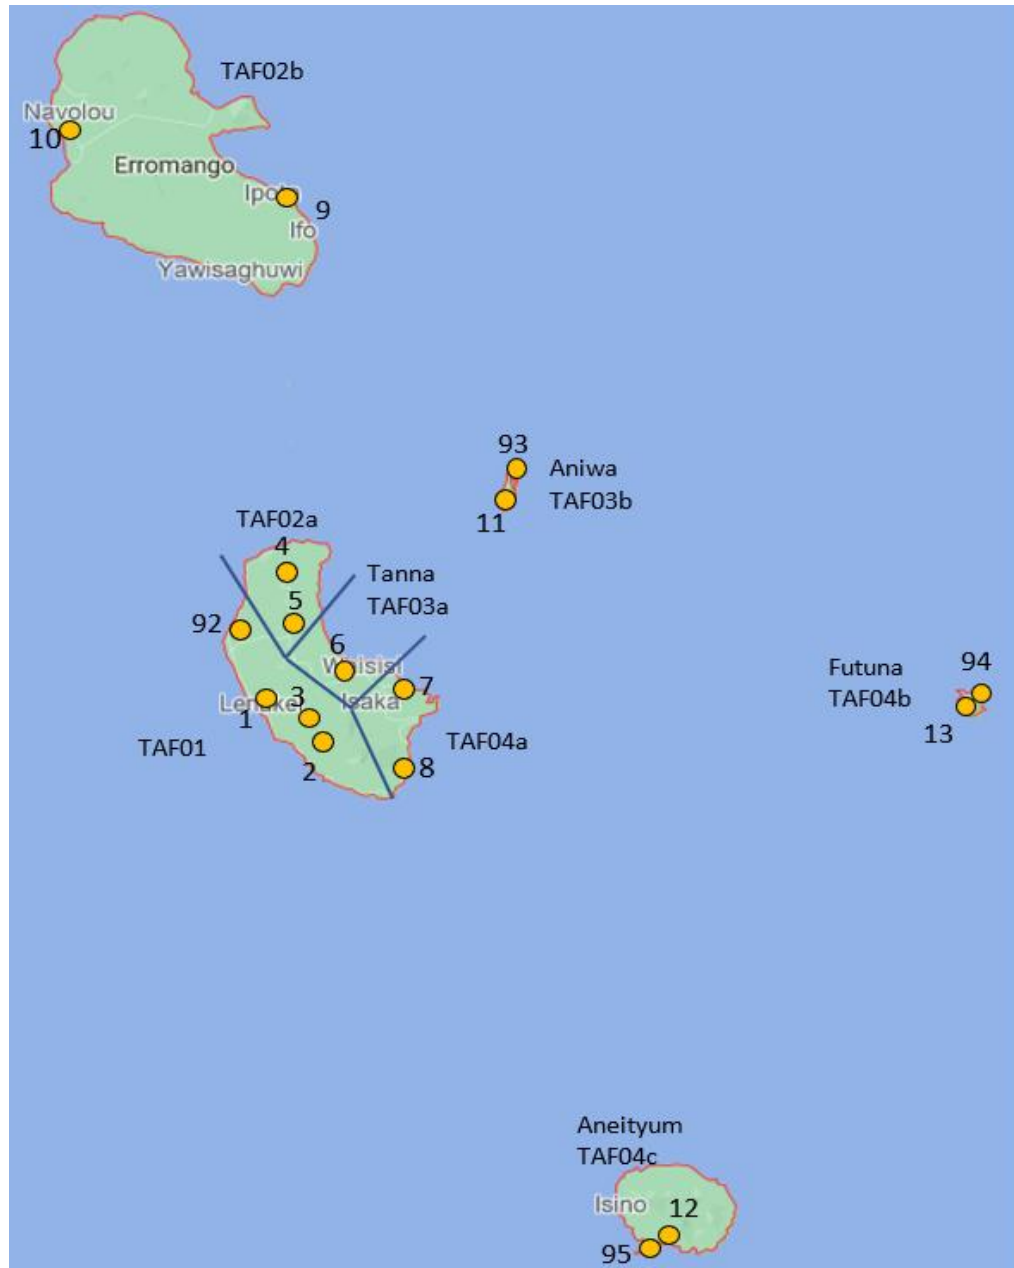 TAF02b
Navolou
10
Erromango
Ipota
9
Ifo
Yawisaghuwi
93
Aniwa
TAF03b
11
TAF02a
4
Tanna
TAF03a
5
92
6
Waisisi
Futuna
TAF04b
94
7
3
Isaka
Lenakel
1
13
TAF01
TAF04a
2
8
Aneityum
TAF04c
Isino
12
95